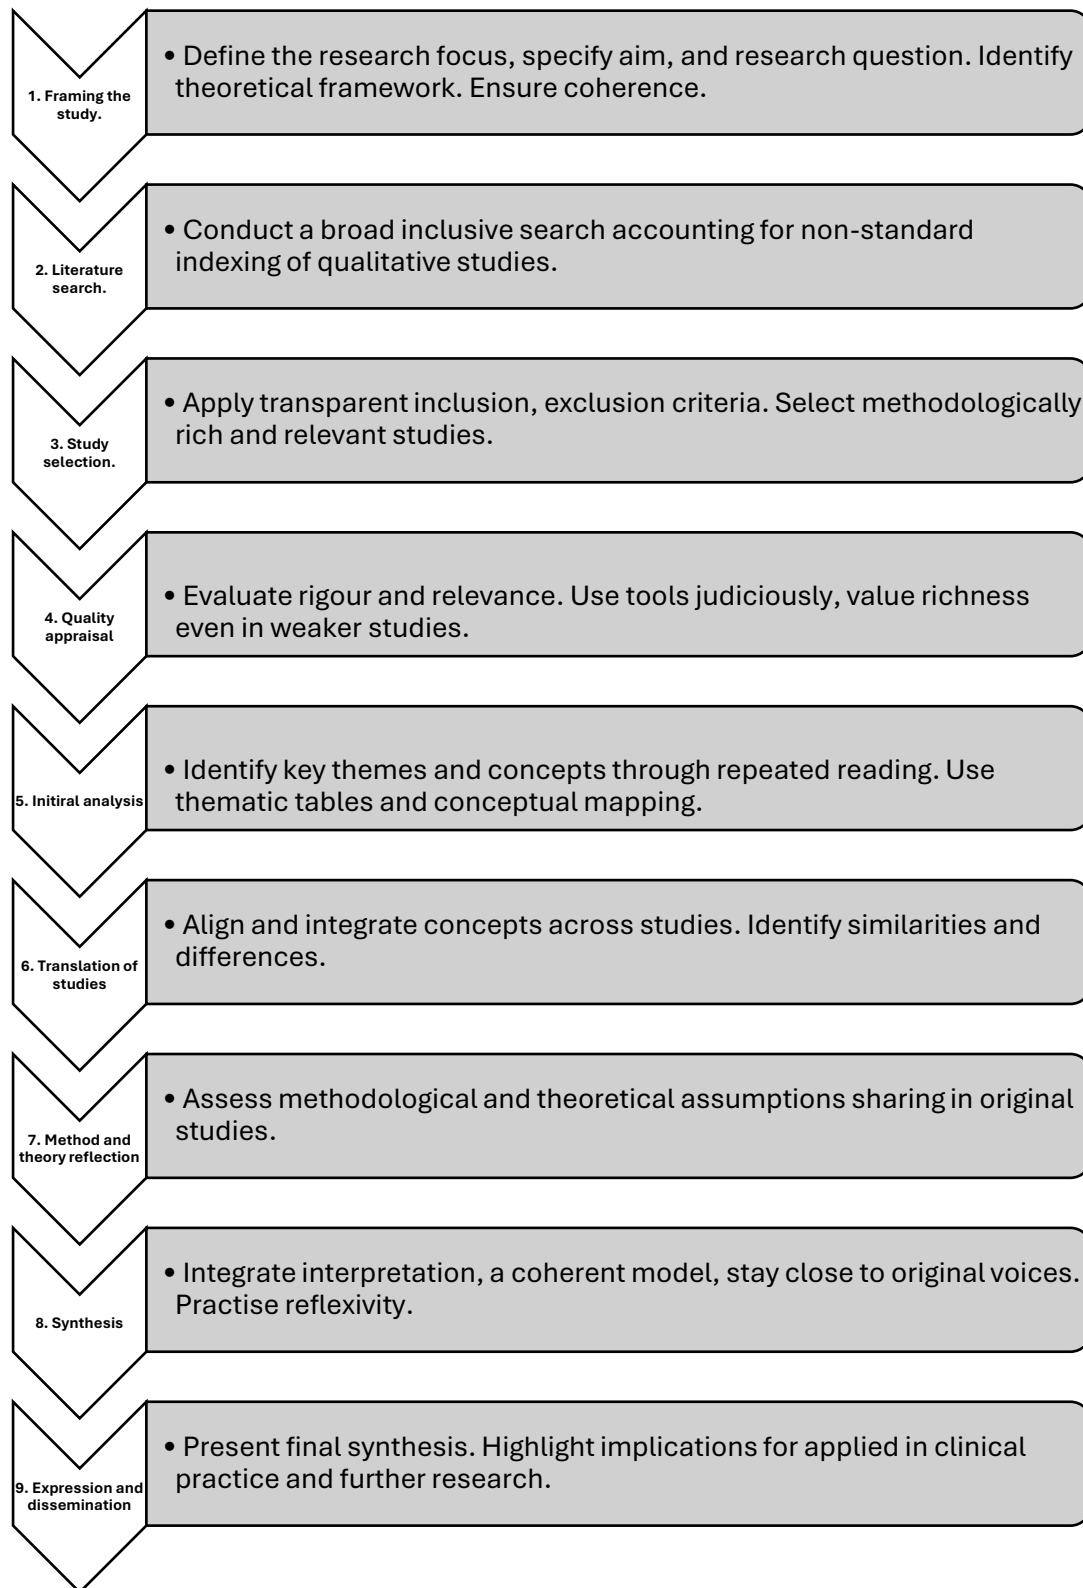 1. Framing the
study.
• Define the research focus, specify aim, and research question. Identify
theoretical framework. Ensure coherence.
2. Literature
search.
• Conduct a broad inclusive search accounting for non-standard
indexing of qualitative studies.
3. Study
selection.
• Apply transparent inclusion, exclusion criteria. Select methodologically
rich and relevant studies.
4. Quality
appraisal
• Evaluate rigour and relevance. Use tools judiciously, value richness
even in weaker studies.
5. Initiral analysis
• Identify key themes and concepts through repeated reading. Use
thematic tables and conceptual mapping.
6. Translation of
studies
• Align and integrate concepts across studies. Identify similarities and
differences.
7. Method and
theory reflection
• Assess methodological and theoretical assumptions sharing in original
studies.
8. Synthesis
• Integrate interpretation, a coherent model, stay close to original voices.
Practise reflexivity.
9. Expression and
dissemination
• Present final synthesis. Highlight implications for applied in clinical
practice and further research.